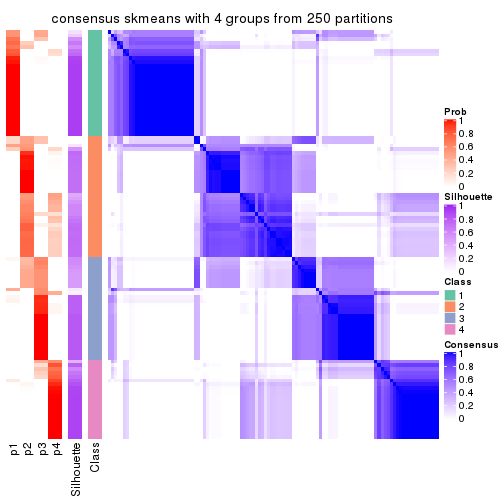 consensus skmeans with 4 groups from 250 partitions
Prob
1
0.8
0.6
0.4
0.2
0
Silhouette
1
0.8
0.6
0.4
0.2
0
Class
1
2
3
4
Consensus
1
0.8
0.6
0.4
0.2
0
p1
p2
p3
p4
Silhouette
Class